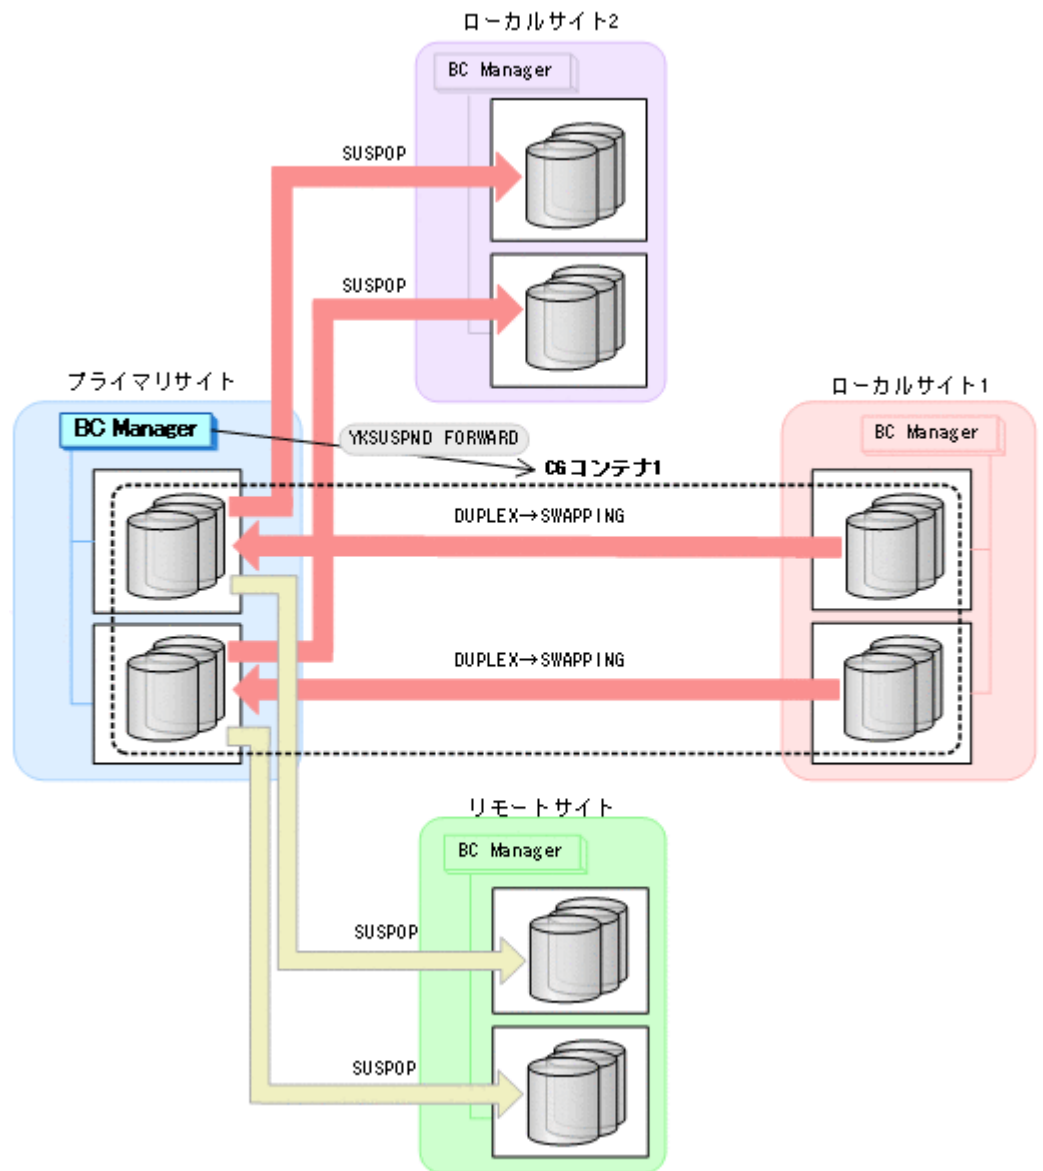 ローカルサイト2
BC Manager
SUSPOP
SUSPOP
プライマリサイト
BC Manager
YKSUSPND FORWARD
ローカルサイト1
BC Manager
CGコンテナ1
DUPLEX→SWAPPING
DUPLEX→SWAPPING
リモートサイト
BC Manager
SUSPOP
SUSPOP